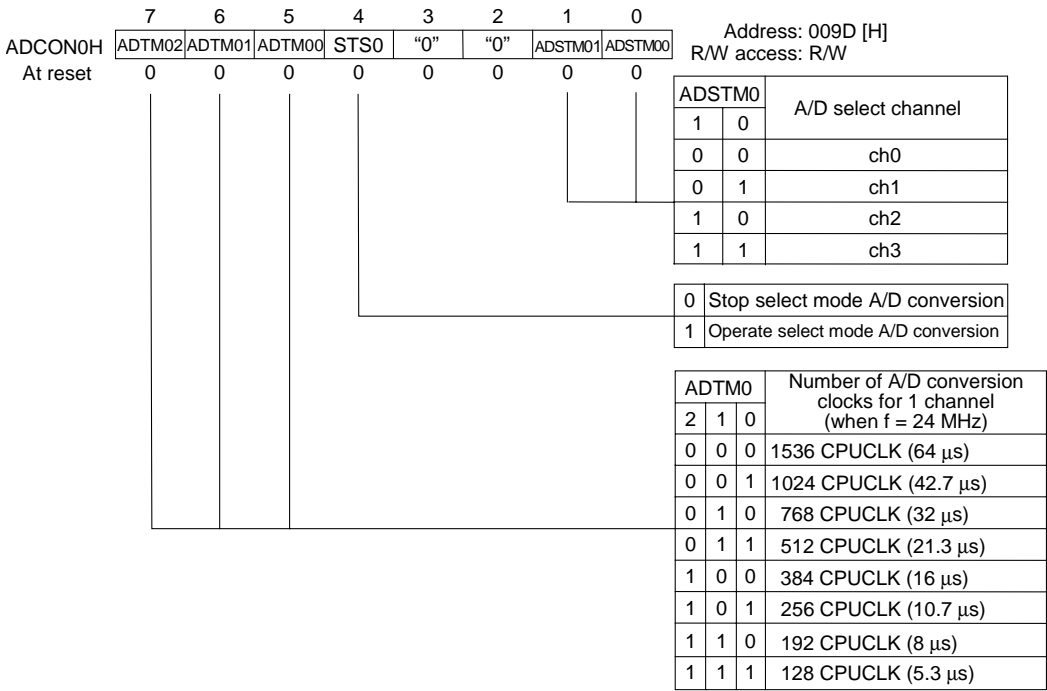 7 6 5 4 3 2 1 0
ADCON0H ADTM02 ADTM01 ADTM00 STS0 “0” “0” ADSTM01 ADSTM00
At reset 0 0 0 0 0 0 0 0
Address: 009D [H]
R/W access: R/W
ADSTM0 A/D select channel
1 0
0 0 ch0
0 1 ch1
1 0 ch2
1 1 ch3
0 Stop select mode A/D conversion
1 Operate select mode A/D conversion
ADTM0 Number of A/D conversion
clocks for 1 channel
2 1 0 (when f = 24 MHz)
0 0 0 1536 CPUCLK (64 μs)
0 0 1 1024 CPUCLK (42.7 μs)
0 1 0 768 CPUCLK (32 μs)
0 1 1 512 CPUCLK (21.3 μs)
1 0 0 384 CPUCLK (16 μs)
1 0 1 256 CPUCLK (10.7 μs)
1 1 0 192 CPUCLK (8 μs)
1 1 1 128 CPUCLK (5.3 μs)